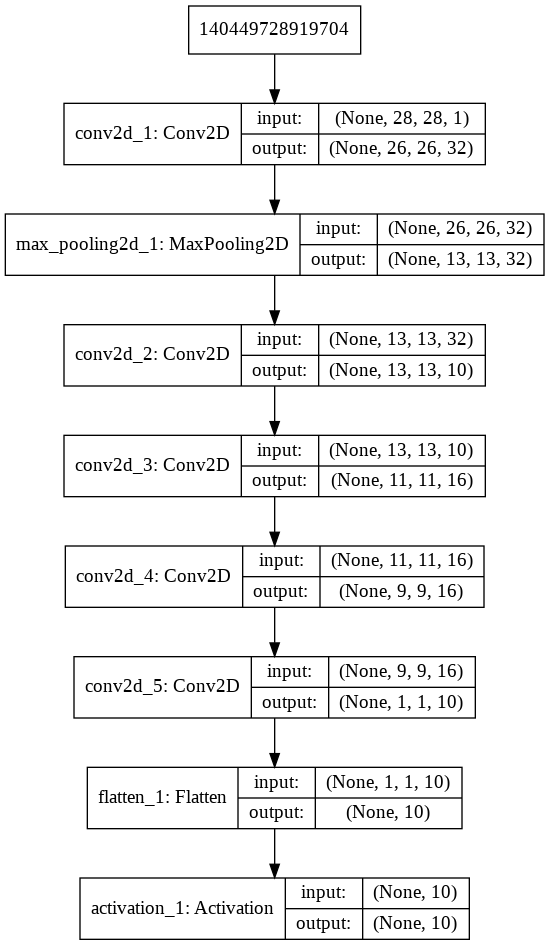 140449728919704
conv2d_1: Conv2D
input: (None, 28, 28, 1)
output: (None, 26, 26, 32)
max_pooling2d_1: MaxPooling2D
input: (None, 26, 26, 32)
output: (None, 13, 13, 32)
conv2d_2: Conv2D
input: (None, 13, 13, 32)
output: (None, 13, 13, 10)
conv2d_3: Conv2D
input: (None, 13, 13, 10)
output: (None, 11, 11, 16)
conv2d_4: Conv2D
input: (None, 11, 11, 16)
output: (None, 9, 9, 16)
conv2d_5: Conv2D
input: (None, 9, 9, 16)
output: (None, 1, 1, 10)
flatten_1: Flatten
input: (None, 1, 1, 10)
output: (None, 10)
activation_1: Activation
input: (None, 10)
output: (None, 10)